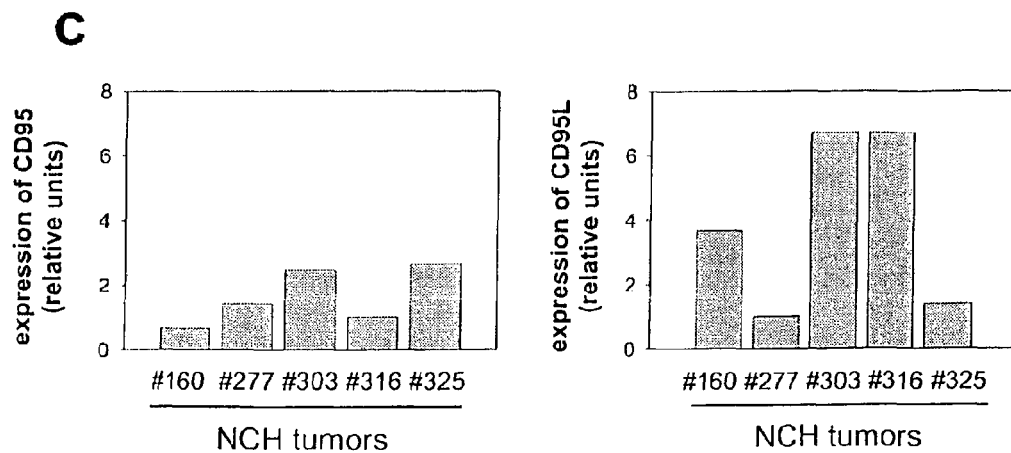 C
expression of CD95
(relative units)
8
6
4
2
0
#160 #277 #303 #316 #325
NCH tumors
expression of CD95L
(relative units)
8
6
4
2
0
#160 #277 #303 #316 #325
NCH tumors